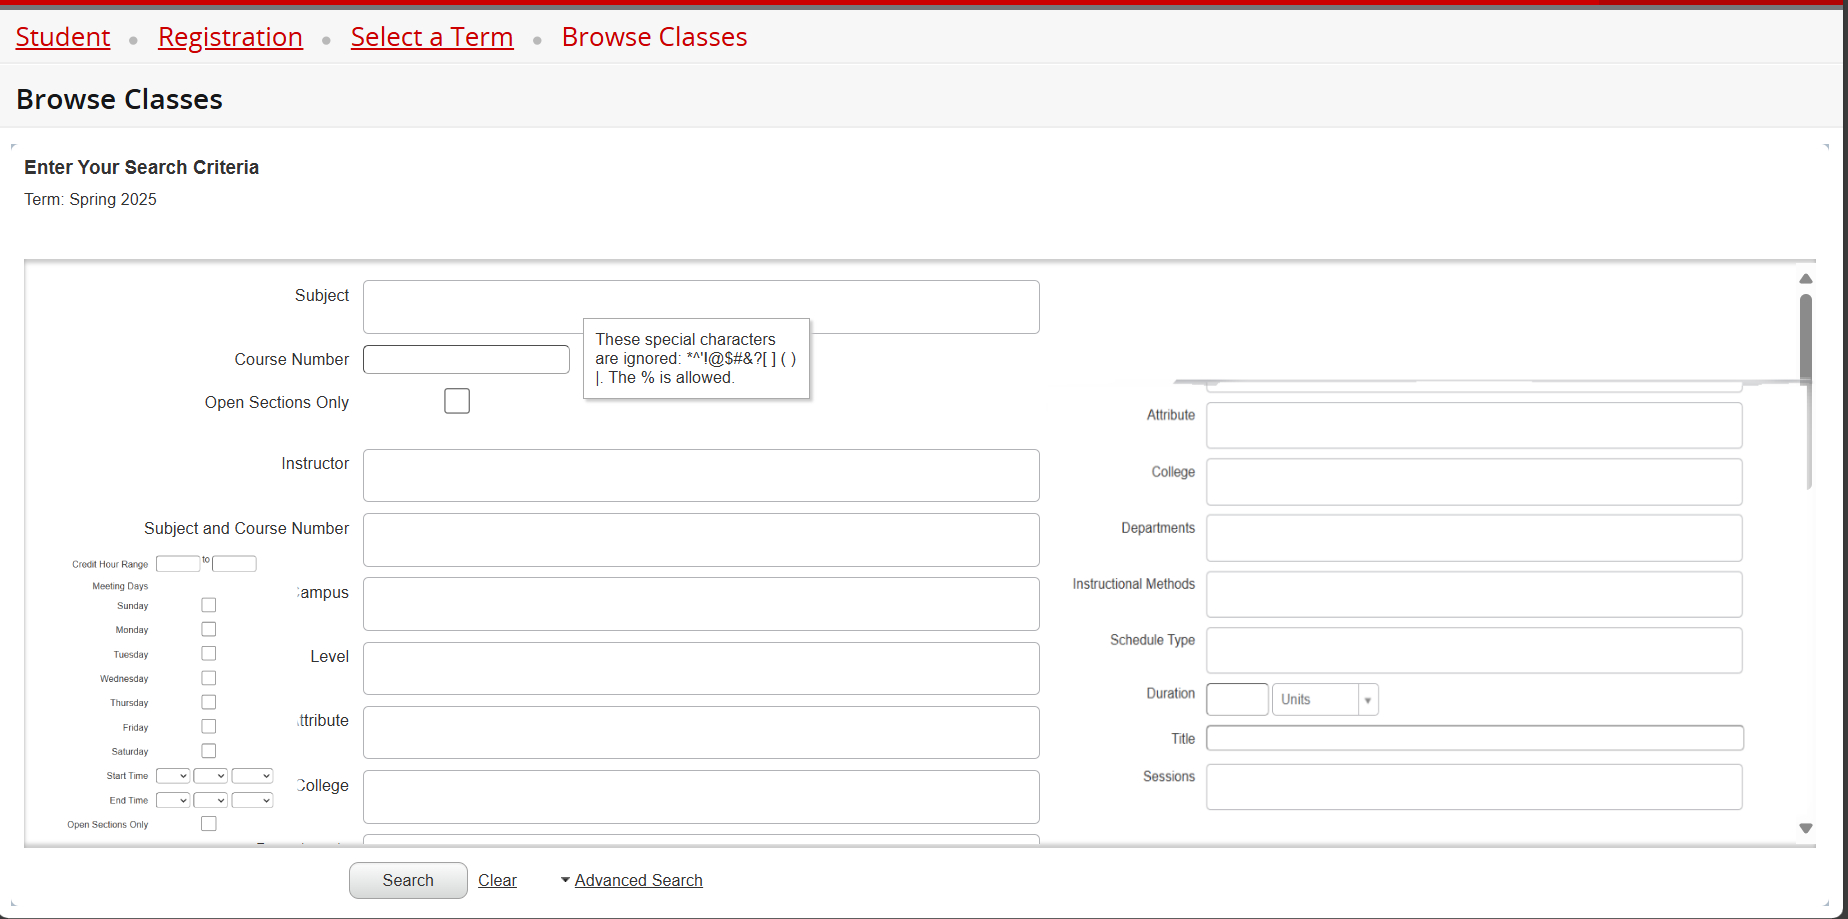 Student • Registration • Select a Term • Browse Classes
Browse Classes
Enter Your Search Criteria
Term: Spring 2025
Subject
These special characters
are ignored: *^'!@$#&?[ ] ( )
|. The % is allowed.
Course Number
Open Sections Only
Instructor
Subject and Course Number
Credit Hour Range to
Meeting Days
Sunday
Monday
Tuesday
Wednesday
Thursday
Friday
Saturday
Start Time
End Time
Open Sections Only
ampus
Level
ttribute
College
Attribute
College
Departments
Instructional Methods
Schedule Type
Duration Units
Title
Sessions
Search Clear Advanced Search